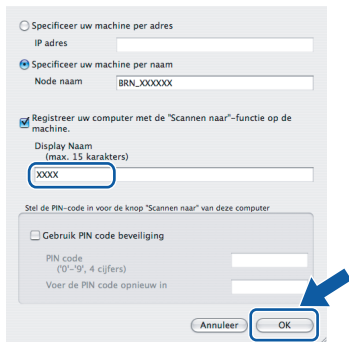 Specificeer uw machine per adres
IP adres
Specificeer uw machine per naam
Node naam
BRN_XXXXXX
Registreer uw computer met de "Scannen naar"-functie op de
machine.
Display Naam
(max. 15 karakters)
XXXX
Stel de PIN-code in voor de knop "Scannen naar" van deze computer
Gebruik PIN code beveiliging
PIN code
('0'-'9', 4 cijfers)
Voer de PIN code opnieuw in
Annuleer
OK